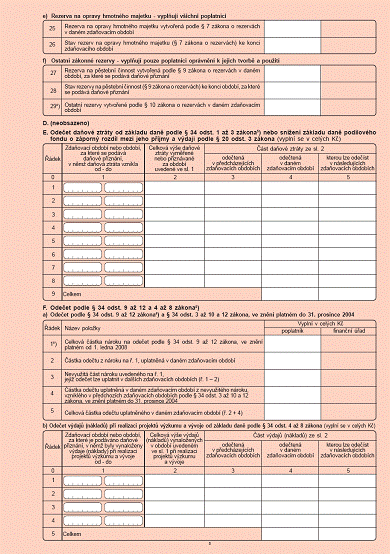 e) Rezerva na opravy hmotného majetku - vyplňují všichni poplatníci
25 Rezerva na opravy hmotného majetku podle § 7 zákona o rezervách v daném zdaňovacím období
26 Stav rezerv na opravy hmotného majetku (§ 7 zákona o rezervách) ke konci zdaňovacího období
f) Ostatní zákonné rezervy - vyplňují pouze poplatníci oprávnění k jejich tvorbě a použití
27 Rezerva na pěstební činnost vytvořená podle § 9 zákona o rezervách v daném období, za které se podává daňové přiznání
28 Stav rezervy na pěstební činnost (§ 9 zákona o rezervách) ke konci období, za které se podává daňové přiznání
29 Ostatní rezervy vytvořené podle § 10 zákona o rezervách v daném zdaňovacím období
D. (neobsazeno)
E. Odečet daňové ztráty od základu daně podle § 34 odst. 1 až 3 zákona¹) nebo snížení základu daně podílového
fondu o záporný rozdíl mezi jeho příjmy a výdaji podle § 20 odst. 3 zákona (vyplní se v celých Kč)
Řádek
Zdaňovací období nebo období, za které se podává daňové přiznání, v němž daňová ztráta vznikla od - do
Celková výše daňové ztráty vyměřené nebo přiznávané za období uvedené ve sl. 1
Část daňové ztráty ze sl. 2
odečtená v předcházejících zdaňovacích obdobích
odečtená v daném zdaňovacím období
kterou lze odečíst v následujících zdaňovacích obdobích
0 1 2 3 4 5
1
2
3
4
5
6
7
8
9 Celkem
F. Odečet podle § 34 odst. 9 až 12 a 4 až 8 zákona¹)
a) Odečet podle § 34 odst. 9 až 12 zákona¹) a § 34 odst. 3 až 10 a 12 zákona, ve znění platném do 31. prosince 2004
Řádek Název položky
Vyplní v celých Kč
poplatník finanční úřad
1 Celková částka nároku na odečet podle § 34 odst. 9 až 12 zákona, ve znění platném od 1. ledna 2008
2 Částka odečtu z nároku na ř. 1, uplatněná v daném zdaňovacím období
3 Nevyužitá část nároku uvedeného na ř. 1, jejíž odečet lze uplatnit v dalších zdaňovacích obdobích (ř. 1 – 2)
4 Částka odečtu uplatněná v daném zdaňovacím období z nevyužitého nároku, vzniklého v předchozích zdaňovacích obdobích podle § 34 odst. 3 až 10 a 12 zákona, ve znění platném do 31. prosince 2004
5 Celková částka odečtu uplatněného v daném zdaňovacím období (ř. 2 + 4)
b) Odečet výdajů (nákladů) při realizaci projektů výzkumu a vývoje od základu daně podle § 34 odst. 4 až 8 zákona (vyplní se v celých Kč)
Řádek
Zdaňovací období nebo období, za které je podáváno daňové přiznání, v němž byly vynaloženy výdaje (náklady) při realizaci projektů výzkumu a vývoje od - do
Celková výše výdajů (nákladů) vynaložených v období uvedeném ve sl. 1 při realizaci projektů výzkumu a vývoje
Část výdajů (nákladů) ze sl. 2
odečtená v předcházejících zdaňovacích obdobích
odečtená v daném zdaňovacím období
kterou lze odečíst v následujících zdaňovacích obdobích
0 1 2 3 4 5
1
2
3
4
5 Celkem